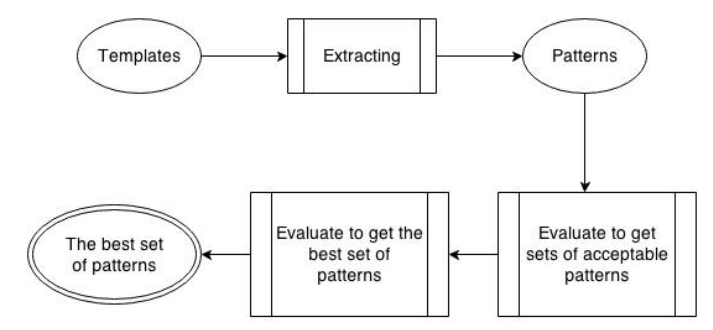 Templates
Extracting
Patterns
The best set
of patterns
Evaluate to get the
best set of
patterns
Evaluate to get
sets of acceptable
patterns